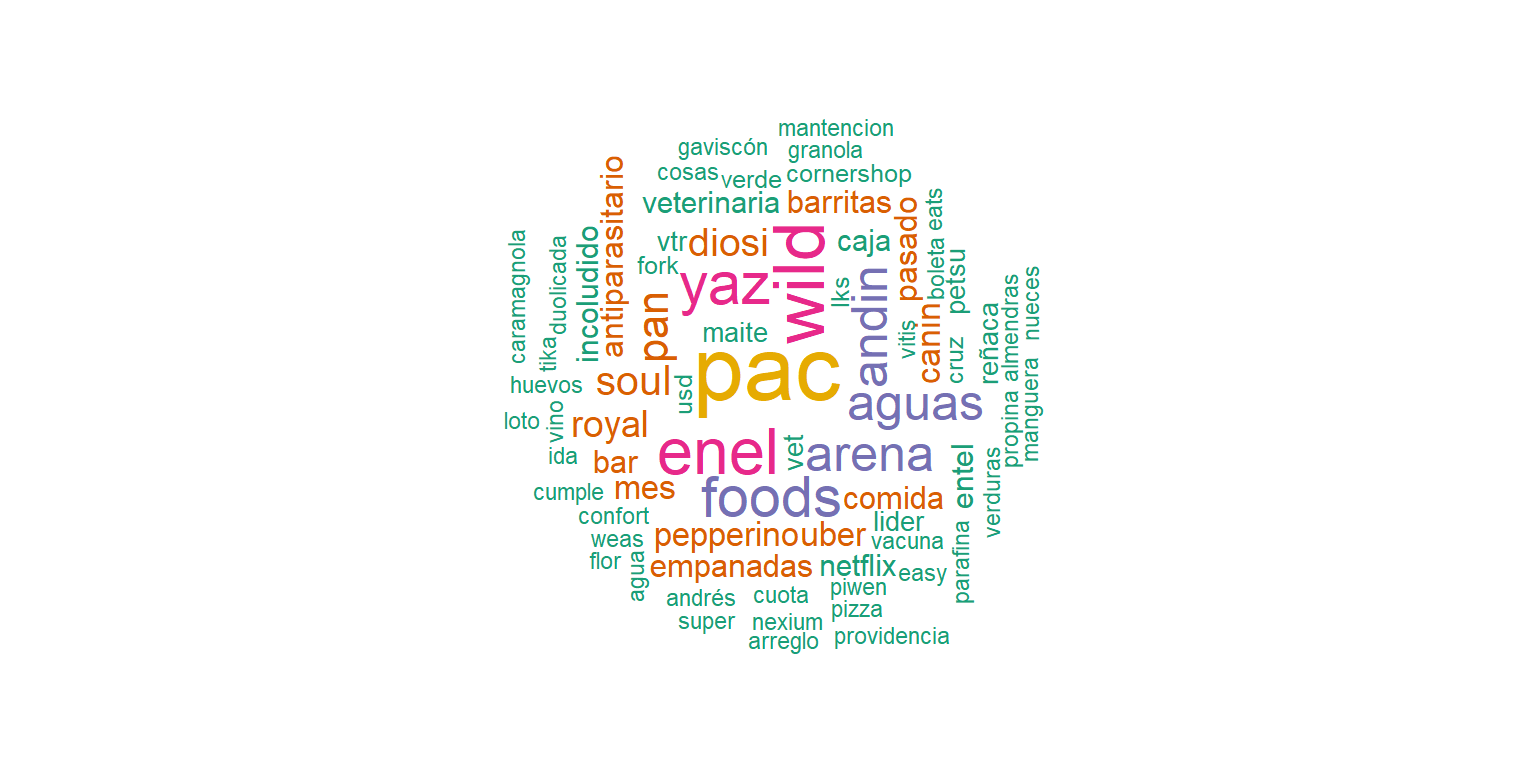 mantencion
gaviscón
granola
cosas
verde
cornershop
veterinaria
barritas
antiparasitario
pasado
eats
caramagnola
duolicada
incoludido
vtr
diosi
wild
caja
boleta
petsu
fork
yaz
lks
andin
pan
maite
vitis
canin
cruz
reñaca
almendras
nueces
tika
huevos
soul
usd
pac
aguas
propina
manguera
loto
vino
royal
ida
bar
enel
vet
arena
entel
verduras
cumple
mes
foods
comida
confort
lider
weas
pepperino
uber
vacuna
flor
agua
empanadas
netflix
easy
parafina
andrés
cuota
piwen
pizza
super
nexium
arreglo
providencia